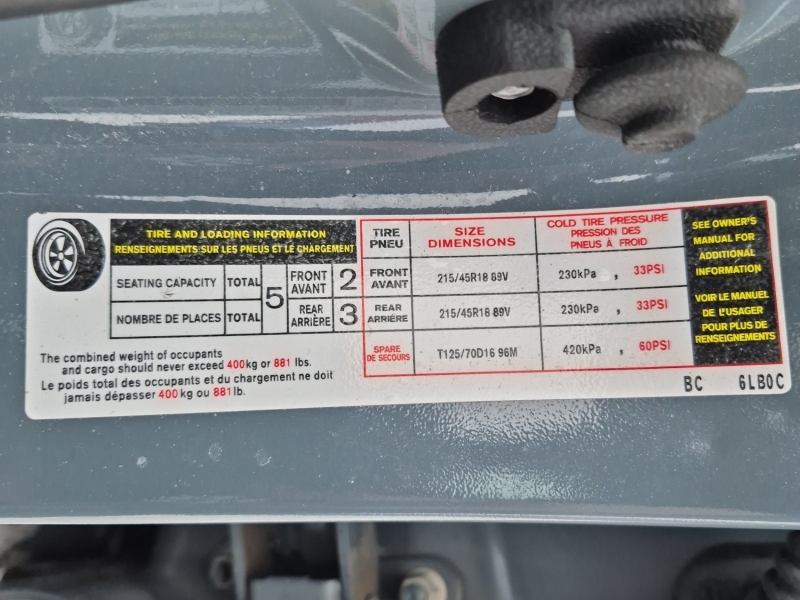 TIRE AND LOADING INFORMATION
RENSEIGNEMENTS SUR LES PNEUS ET LE CHARGEMENT
SEATING CAPACITY TOTAL 5 FRONT AVANT 2
NOMBRE DE PLACES TOTAL REAR ARRIÈRE 3
The combined weight of occupants
and cargo should never exceed 400kg or 881 lbs.
Le poids total des occupants et du chargement ne doit
jamais dépasser 400kg ou 881lb.
TIRE PNEU SIZE DIMENSIONS COLD TIRE PRESSURE PRESSION DES PNEUS À FROID
FRONT AVANT 215/45R18 89V 230kPa , 33PSI
REAR ARRIÈRE 215/45R18 89V 230kPa , 33PSI
SPARE DE SECOURS T125/70D16 96M 420kPa , 60PSI
SEE OWNER'S
MANUAL FOR
ADDITIONAL
INFORMATION
VOIR LE MANUEL
DE L'USAGER
POUR PLUS DE
RENSEIGNEMENTS
BC 6LB0C